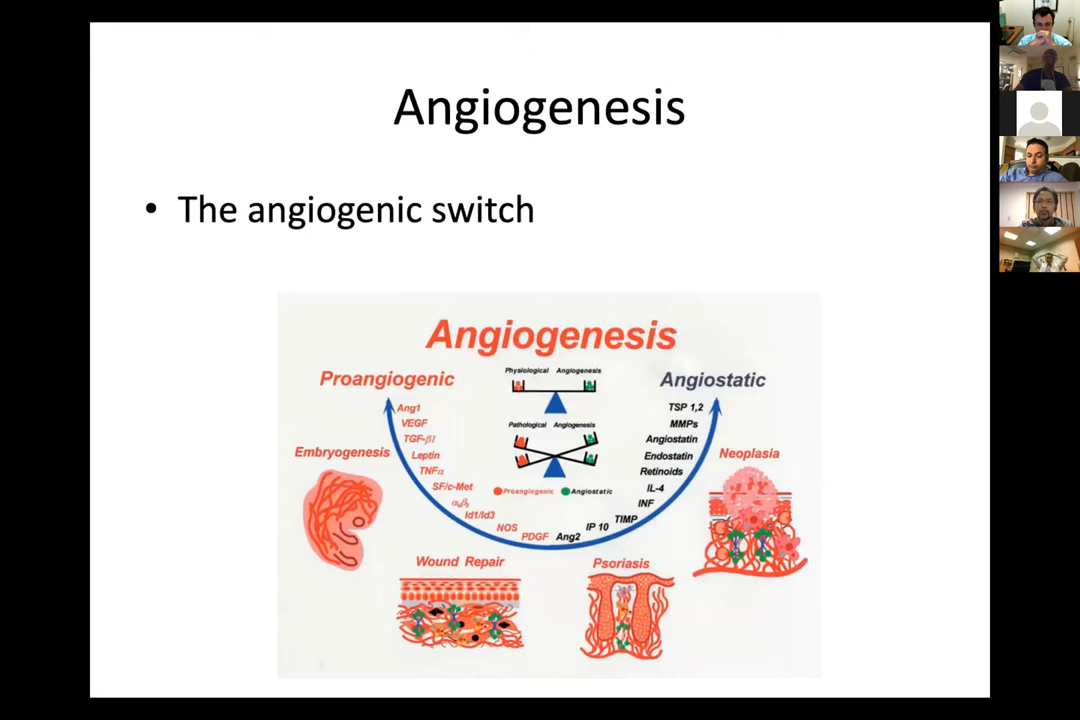 Angiogenesis
• The angiogenic switch
Angiogenesis
Proangiogenic
Physiological Angiogenesis
Angiostatic
Ang1
VEGF
TGF-βI
Leptin
TNFα
SF/c-Met
Id1/Id3
NOS
PDGF
Ang2
IP 10
TIMP
INF
IL-4
Retinoids
Endostatin
Angiostatin
MMPs
TSP 1,2
Pathological Angiogenesis
Proangiogenic
Angiostatic
Embryogenesis
Neoplasia
Wound Repair
Psoriasis